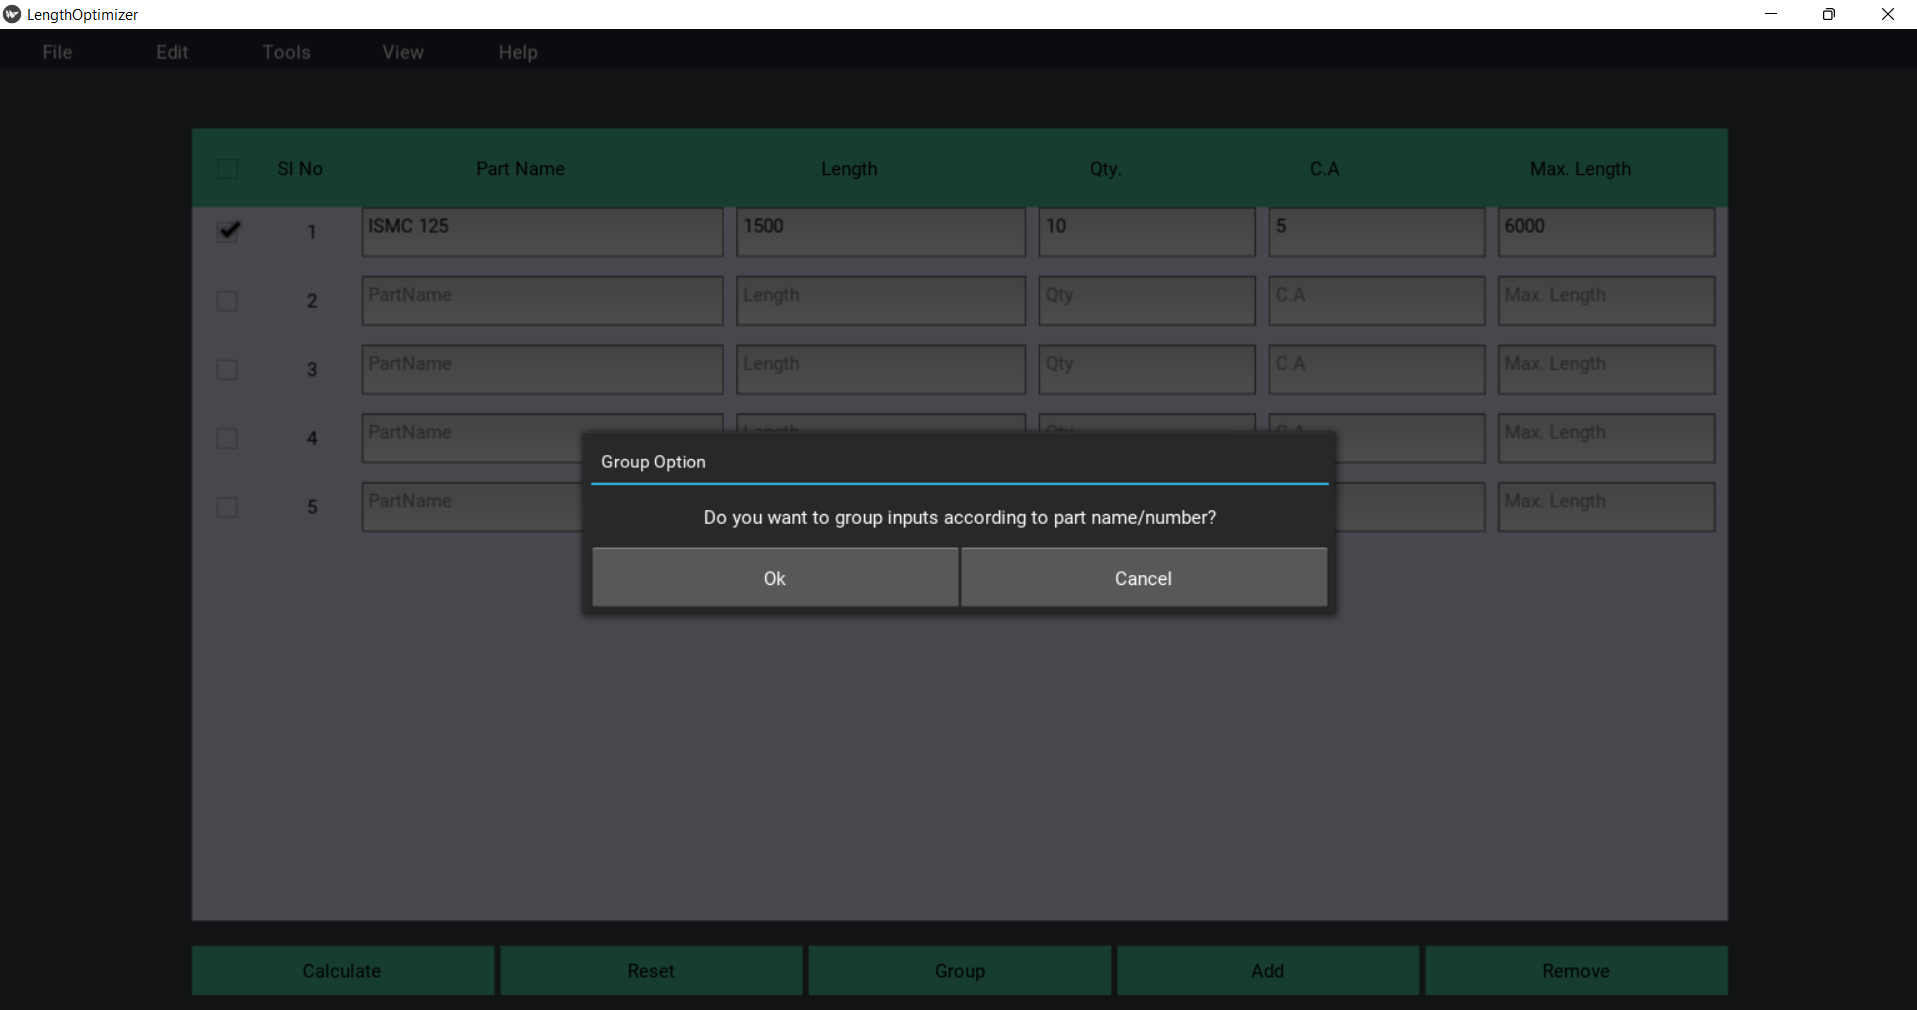 LengthOptimizer
File Edit Tools View Help
Sl No Part Name Length Qty. C.A Max. Length
1 ISMC 125 1500 10 5 6000
2 PartName Length Qty C.A Max. Length
3 PartName Length Qty C.A Max. Length
4 PartName Max. Length
5 PartName Max. Length
Group Option
Do you want to group inputs according to part name/number?
Ok Cancel
Calculate Reset Group Add Remove